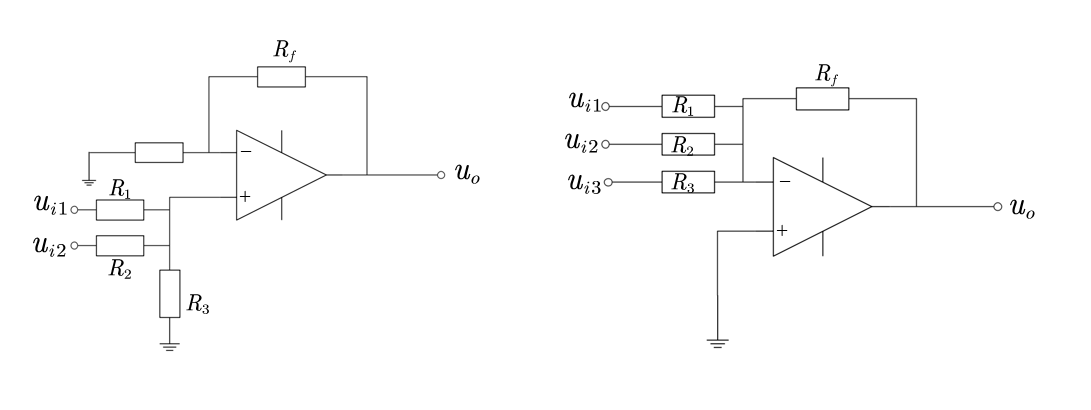 R_f
−
u_o
+
R_1
u_{i1}
u_{i2}
R_2
R_3
R_f
u_{i1} R_1
u_{i2} R_2
u_{i3} R_3
−
u_o
+